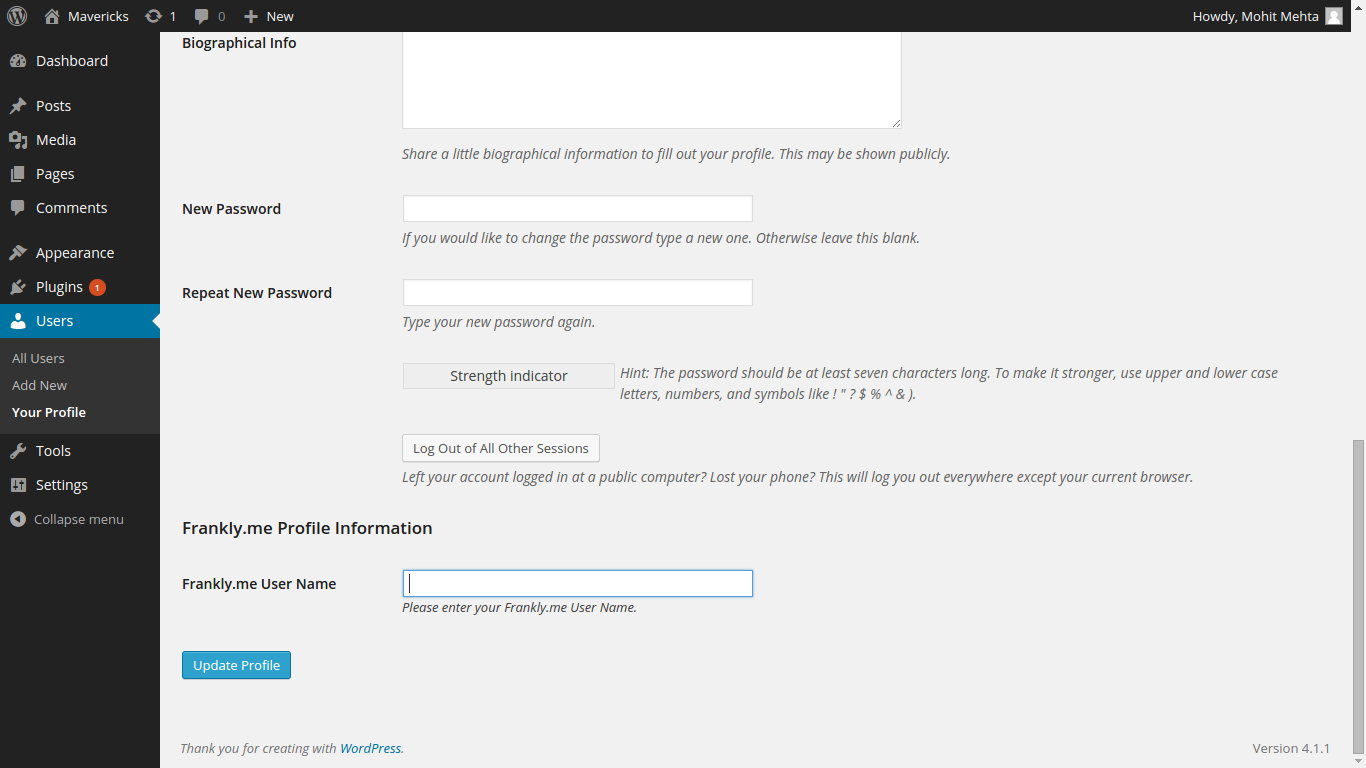 Mavericks 1 0 New Howdy, Mohit Mehta
Dashboard
Posts
Media
Pages
Comments
Appearance
Plugins 1
Users
All Users
Add New
Your Profile
Tools
Settings
Collapse menu
Biographical Info
Share a little biographical information to fill out your profile. This may be shown publicly.
New Password
If you would like to change the password type a new one. Otherwise leave this blank.
Repeat New Password
Type your new password again.
Strength indicator
Hint: The password should be at least seven characters long. To make it stronger, use upper and lower case
letters, numbers, and symbols like ! " ? $ % ^ & ).
Log Out of All Other Sessions
Left your account logged in at a public computer? Lost your phone? This will log you out everywhere except your current browser.
Frankly.me Profile Information
Frankly.me User Name
Please enter your Frankly.me User Name.
Update Profile
Thank you for creating with WordPress. Version 4.1.1